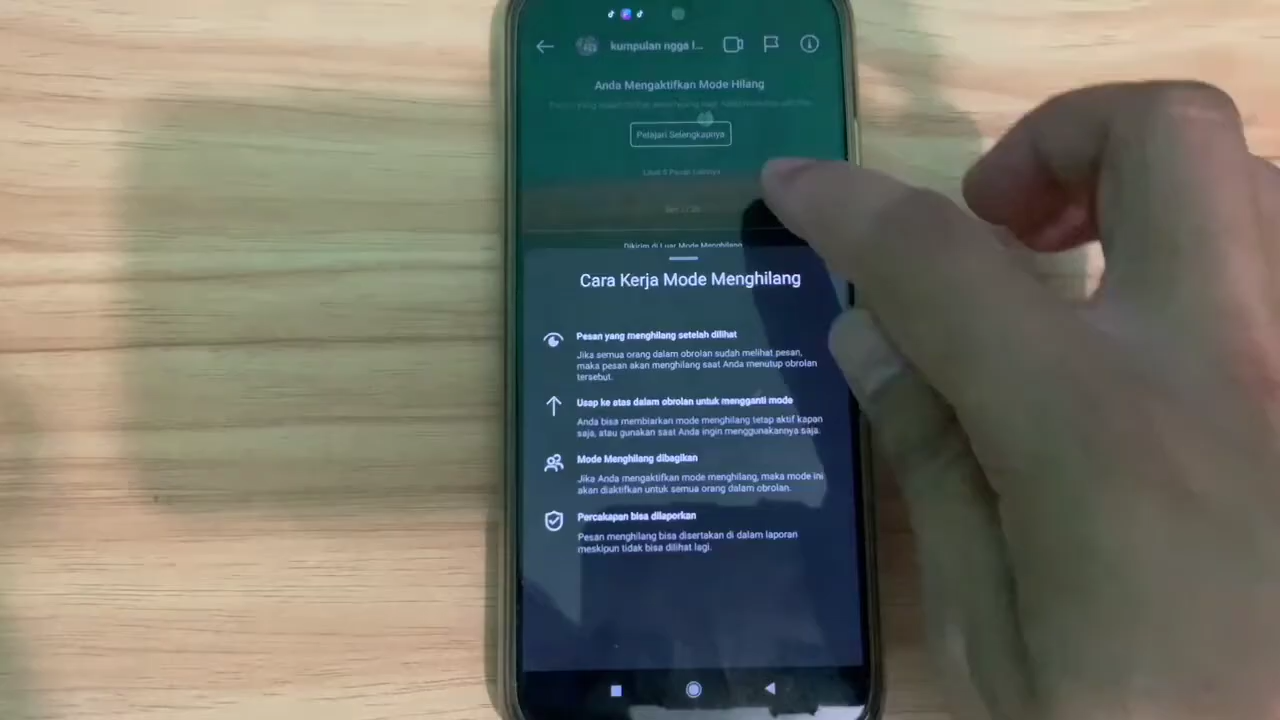 kumpulan ngga l...
Anda Mengaktifkan Mode Hilang
Pelajari Selengkapnya
Lihat 6 Pesan Lainnya
Dikirim di Luar Mode Menghilang
Cara Kerja Mode Menghilang
Pesan yang menghilang setelah dilihat
Jika semua orang dalam obrolan sudah melihat pesan,
maka pesan akan menghilang saat Anda menutup obrolan
tersebut.
Usap ke atas dalam obrolan untuk mengganti mode
Anda bisa membiarkan mode menghilang tetap aktif kapan
saja, atau gunakan saat Anda ingin menggunakannya saja.
Mode Menghilang dibagikan
Jika Anda mengaktifkan mode menghilang, maka mode ini
akan diaktifkan untuk semua orang dalam obrolan.
Percakapan bisa dilaporkan
Pesan menghilang bisa disertakan di dalam laporan
meskipun tidak bisa dilihat lagi.